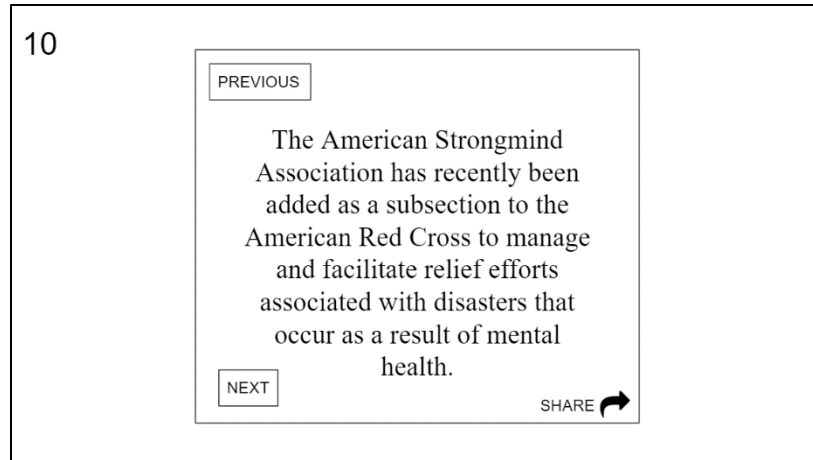 10
PREVIOUS
The American Strongmind
Association has recently been
added as a subsection to the
American Red Cross to manage
and facilitate relief efforts
associated with disasters that
occur as a result of mental
health.
NEXT
SHARE